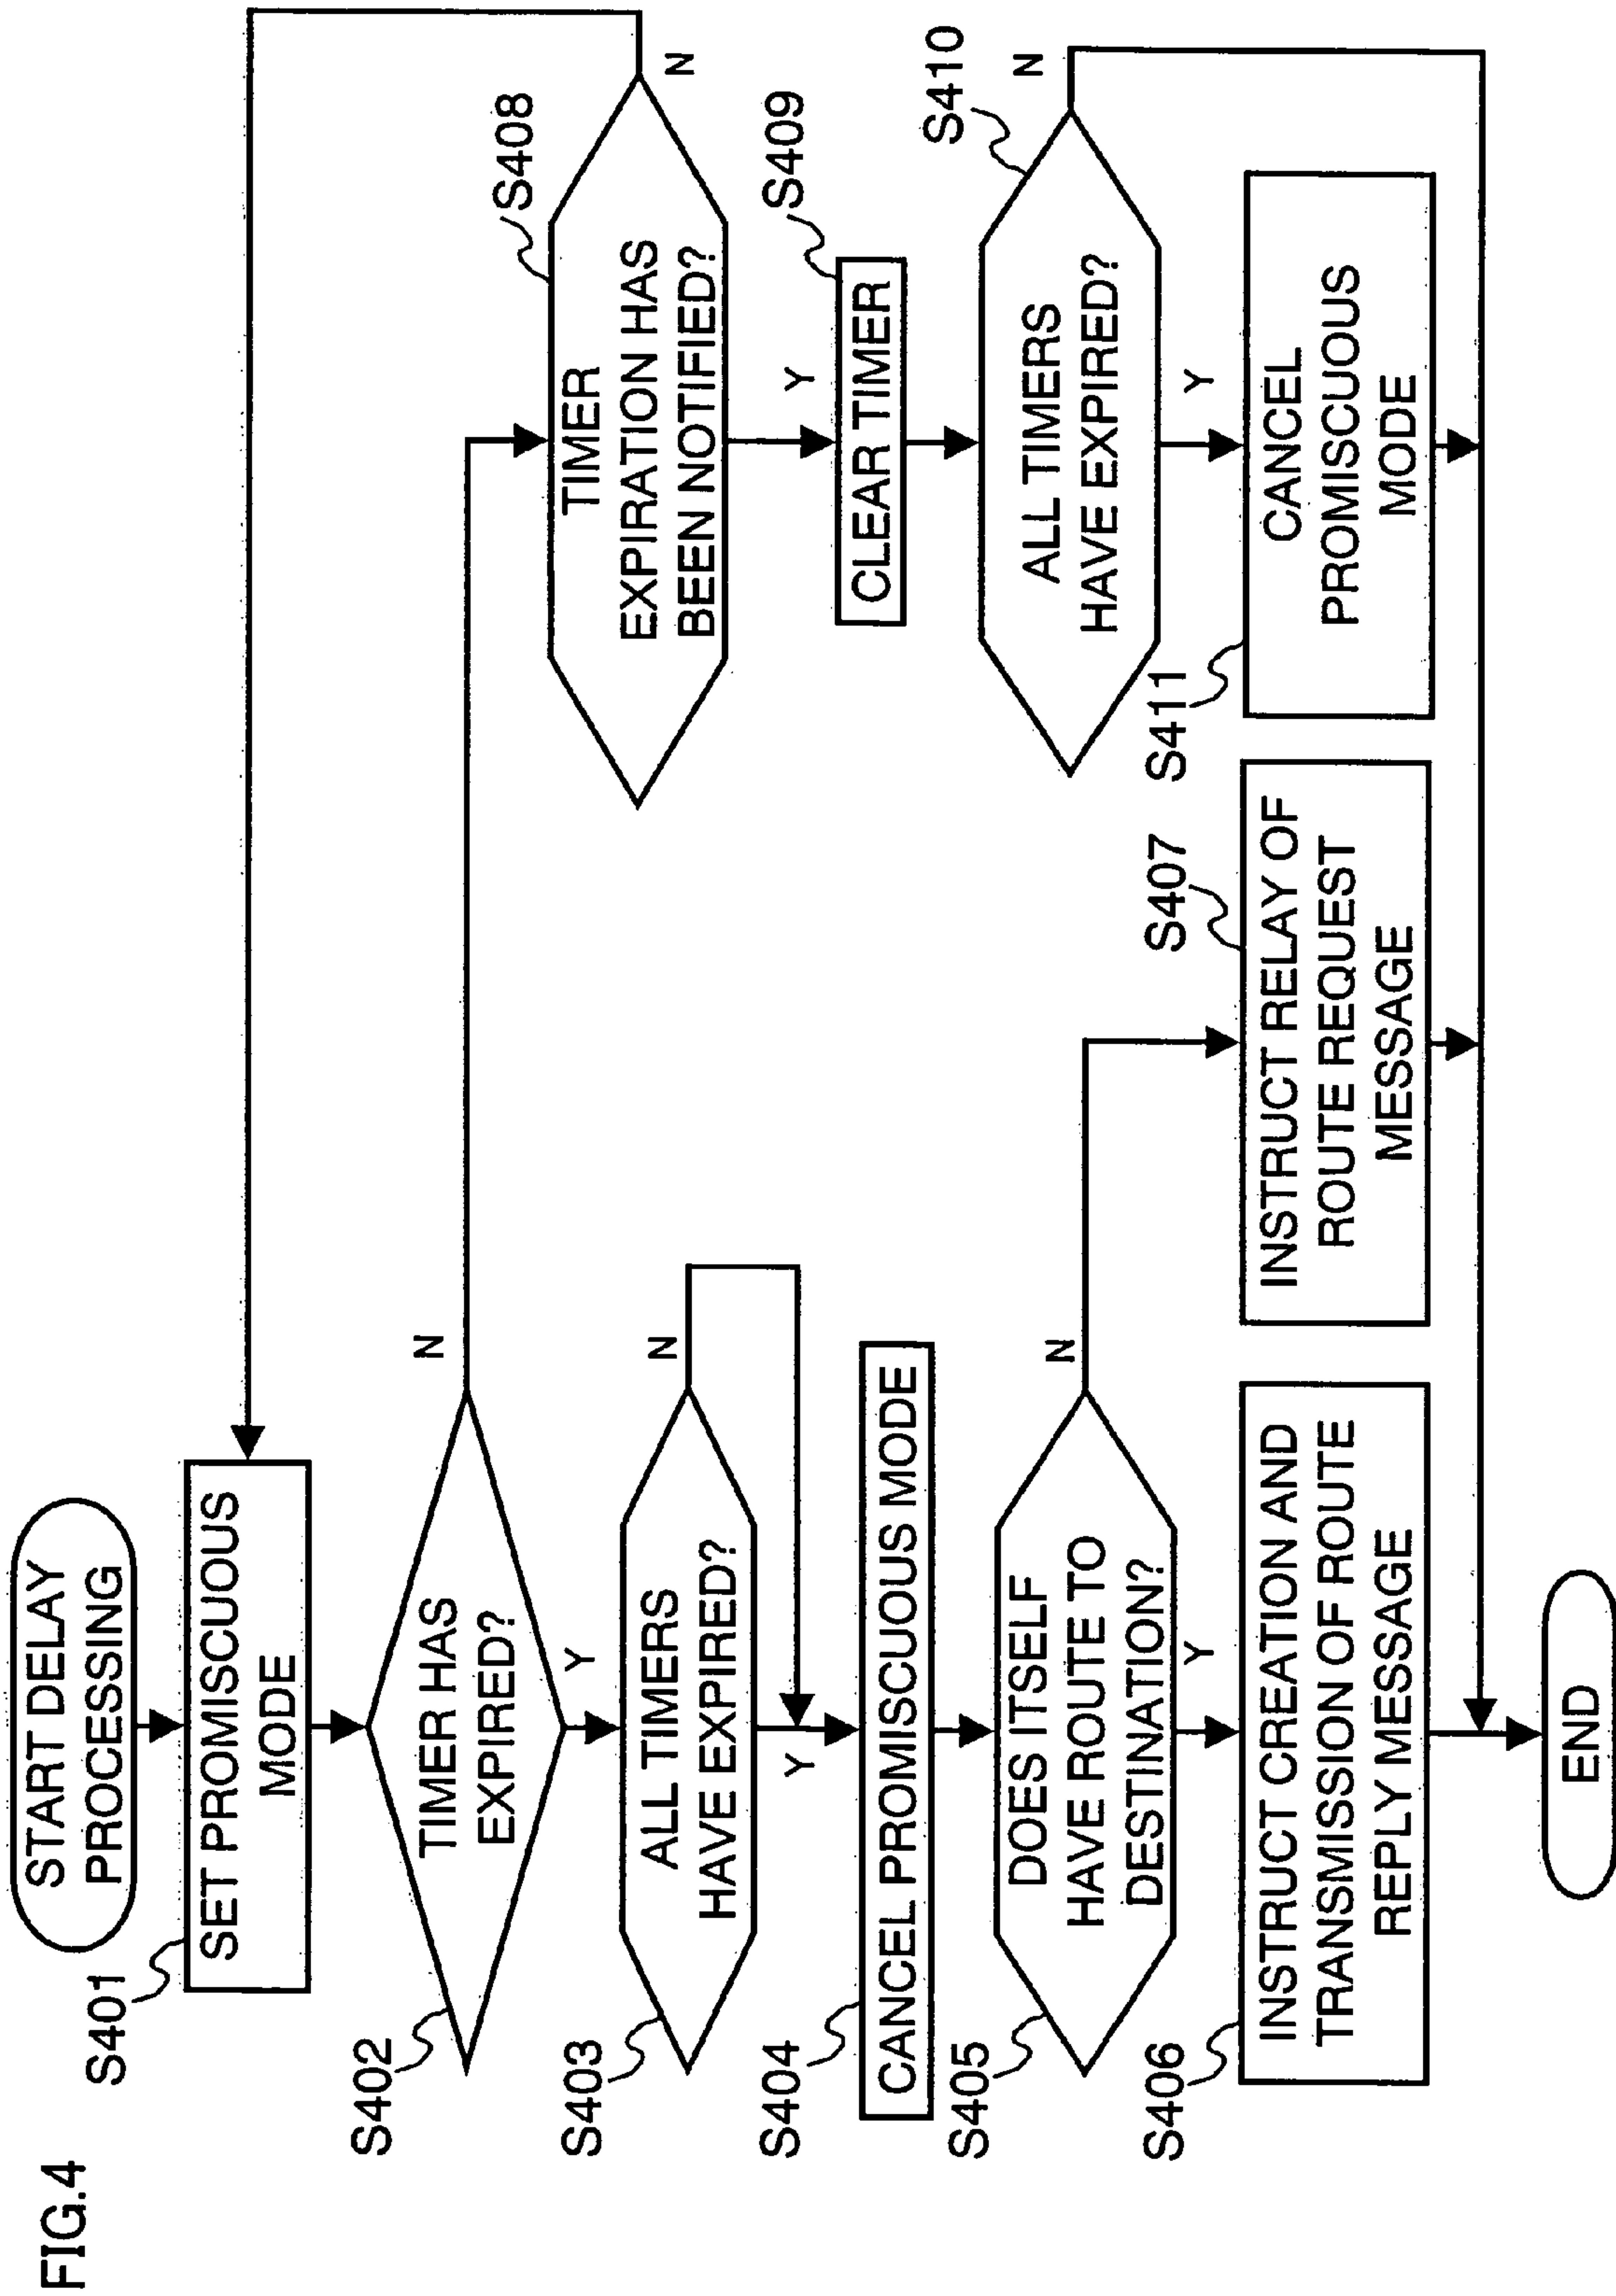 FIG.4
START DELAY
PROCESSING
S401
SET PROMISCUOUS
MODE
S402
TIMER HAS
EXPIRED?
N
Y
S403
ALL TIMERS
HAVE EXPIRED?
N
Y
S404
CANCEL PROMISCUOUS MODE
S405
DOES ITSELF
HAVE ROUTE TO
DESTINATION?
N
Y
S406
INSTRUCT CREATION AND
TRANSMISSION OF ROUTE
REPLY MESSAGE
S407
INSTRUCT RELAY OF
ROUTE REQUEST
MESSAGE
S408
TIMER
EXPIRATION HAS
BEEN NOTIFIED?
N
Y
S409
CLEAR TIMER
S410
ALL TIMERS
HAVE EXPIRED?
N
Y
S411
CANCEL
PROMISCUOUS
MODE
END